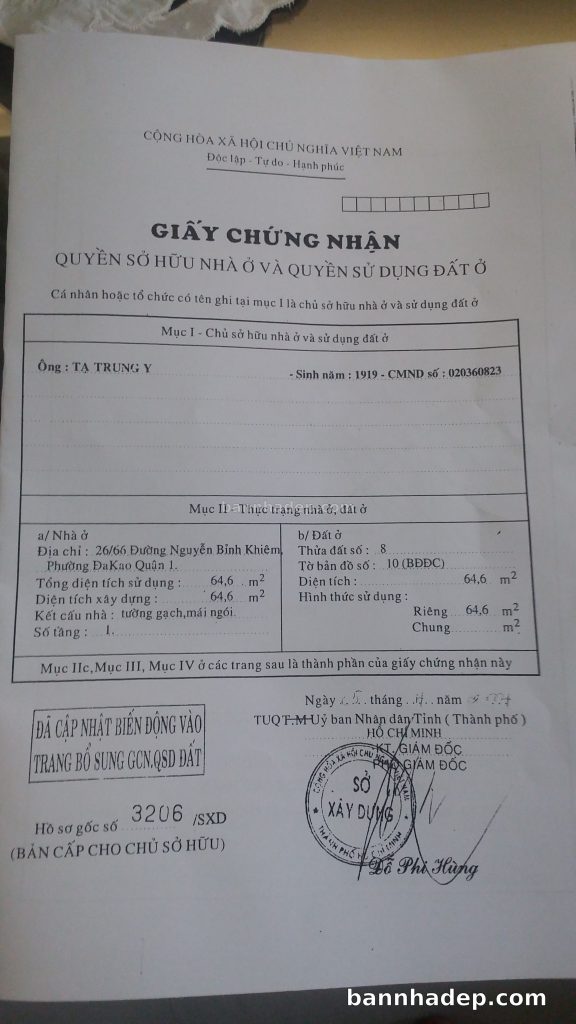 CỘNG HÒA XÃ HỘI CHỦ NGHĨA VIỆT NAM
Độc lập - Tự do - Hạnh phúc
GIẤY CHỨNG NHẬN
QUYỀN SỞ HỮU NHÀ Ở VÀ QUYỀN SỬ DỤNG ĐẤT Ở
Cá nhân hoặc tổ chức có tên ghi tại mục I là chủ sở hữu nhà ở và sử dụng đất ở
Mục I - Chủ sở hữu nhà ở và sử dụng đất ở
Ông : TẠ TRUNG Y - Sinh năm : 1919 - CMND số : 020360823
Mục II - Thực trạng nhà ở, đất ở
a/ Nhà ở
Địa chỉ : 26/66 Đường Nguyễn Bỉnh Khiêm,
Phường ĐaKao Quận 1.
Tổng diện tích sử dụng : 64,6 m²
Diện tích xây dựng : 64,6 m²
Kết cấu nhà : tường gạch,mái ngói.
Số tầng : 1.
b/ Đất ở
Thửa đất số : 8
Tờ bản đồ số : 10 (BĐĐC)
Diện tích : 64,6 m²
Hình thức sử dụng :
Riêng 64,6 m²
Chung m²
Mục IIc,Mục III, Mục IV ở các trang sau là thành phần của giấy chứng nhận này
Ngày tháng năm
TUQT.M Uỷ ban Nhân dân Tỉnh ( Thành phố )
HỒ CHÍ MINH
KT. GIÁM ĐỐC
PHÓ GIÁM ĐỐC
ĐÃ CẬP NHẬT BIẾN ĐỘNG VÀO
TRANG BỔ SUNG GCN.QSD ĐẤT
SỞ
XÂY DỰNG
Hồ sơ gốc số 3206 /SXD
(BẢN CẤP CHO CHỦ SỞ HỮU)
Đỗ Phi Hùng
bannhadep.com